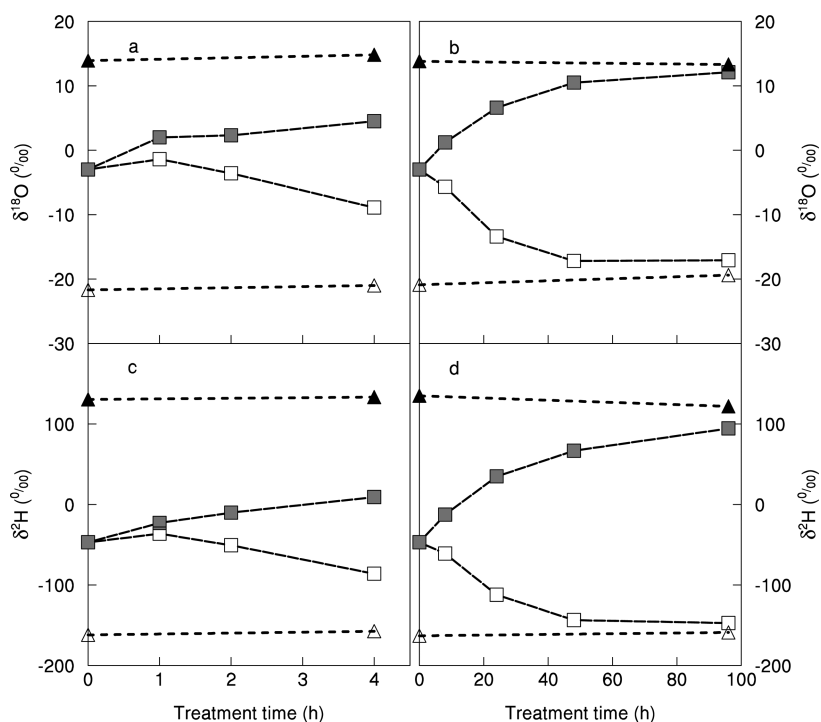 20
10
0
-10
-20
-30
δ¹⁸O (⁰/₀₀)
a
b
20
10
0
-10
-20
-30
δ¹⁸O (⁰/₀₀)
100
0
-100
-200
δ²H (⁰/₀₀)
c
d
100
0
-100
-200
δ²H (⁰/₀₀)
0 1 2 3 4
0 20 40 60 80 100
Treatment time (h)
Treatment time (h)